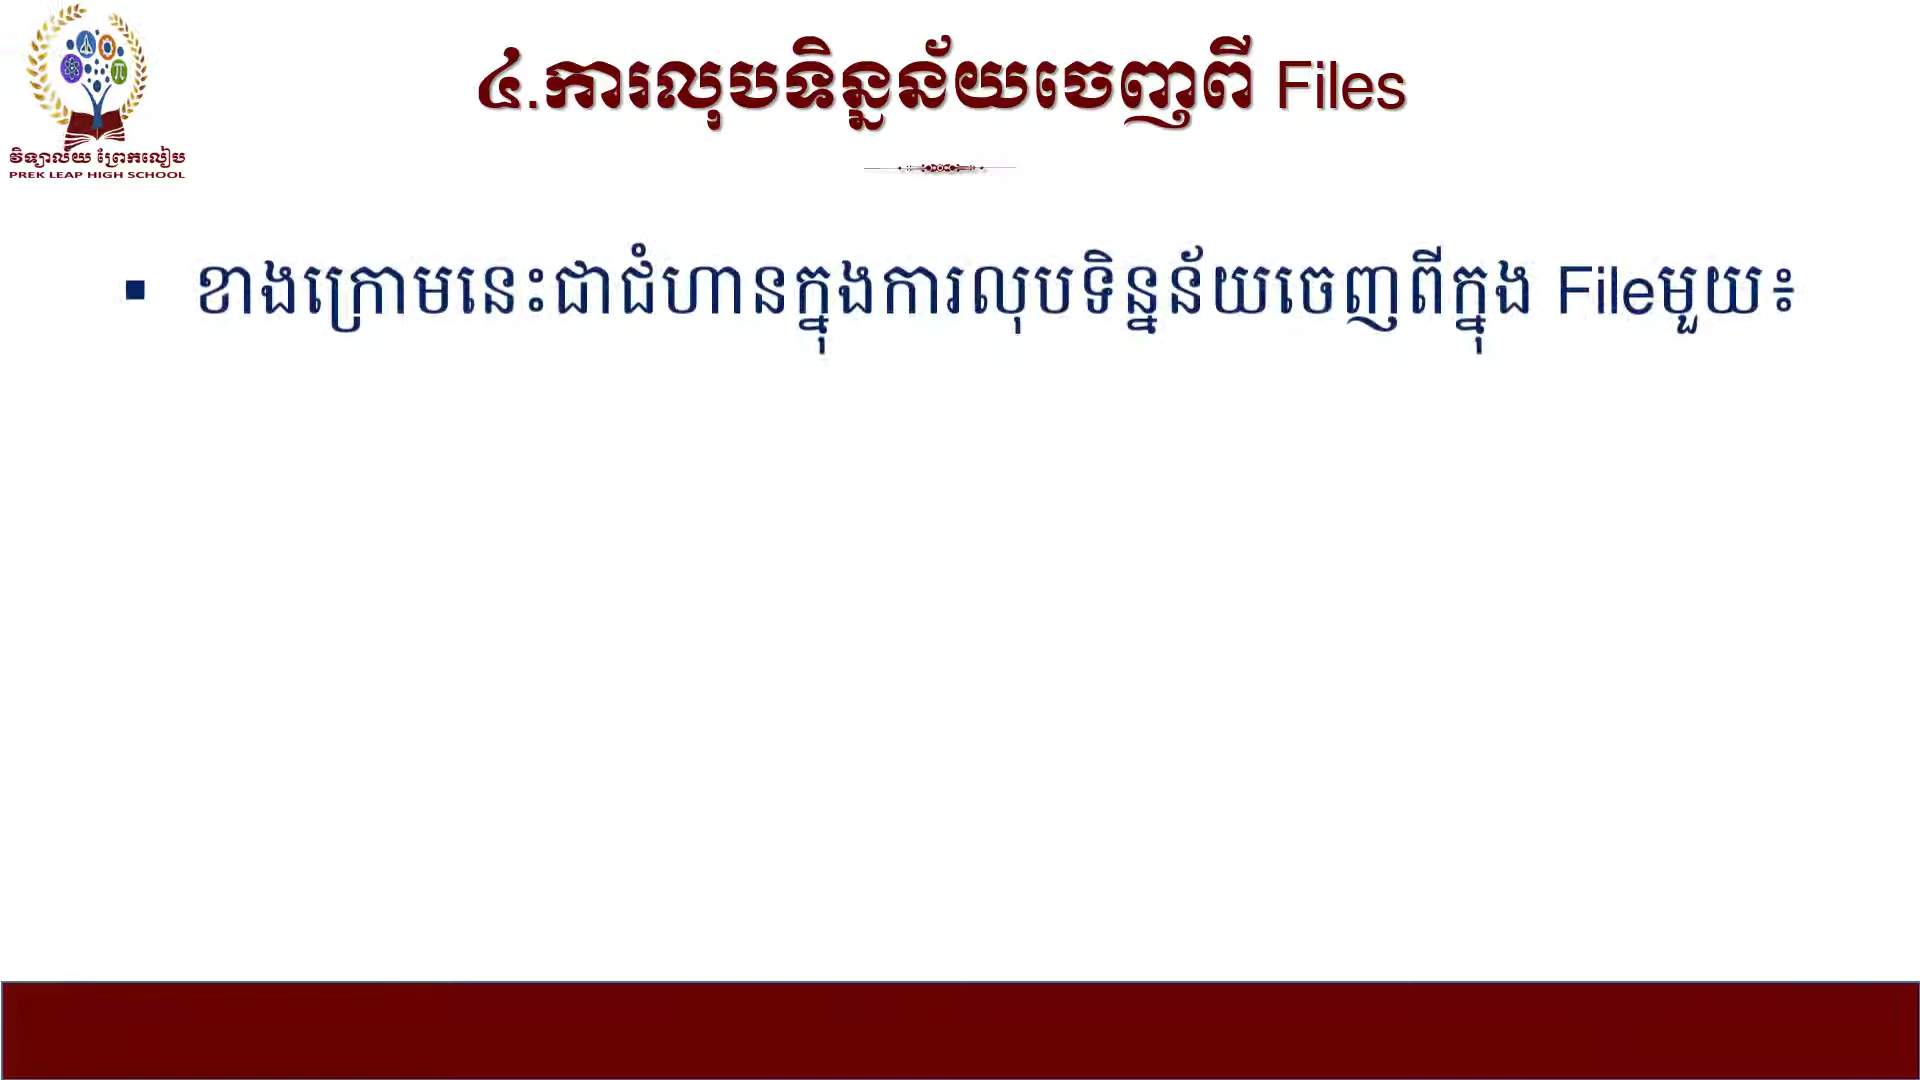 ៤.ការលុបទិន្នន័យចេញពី Files
វិទ្យាល័យ ព្រែកលៀប
PREK LEAP HIGH SCHOOL
▪ ខាងក្រោមនេះជាជំហានក្នុងការលុបទិន្នន័យចេញពីក្នុង Fileមួយ៖